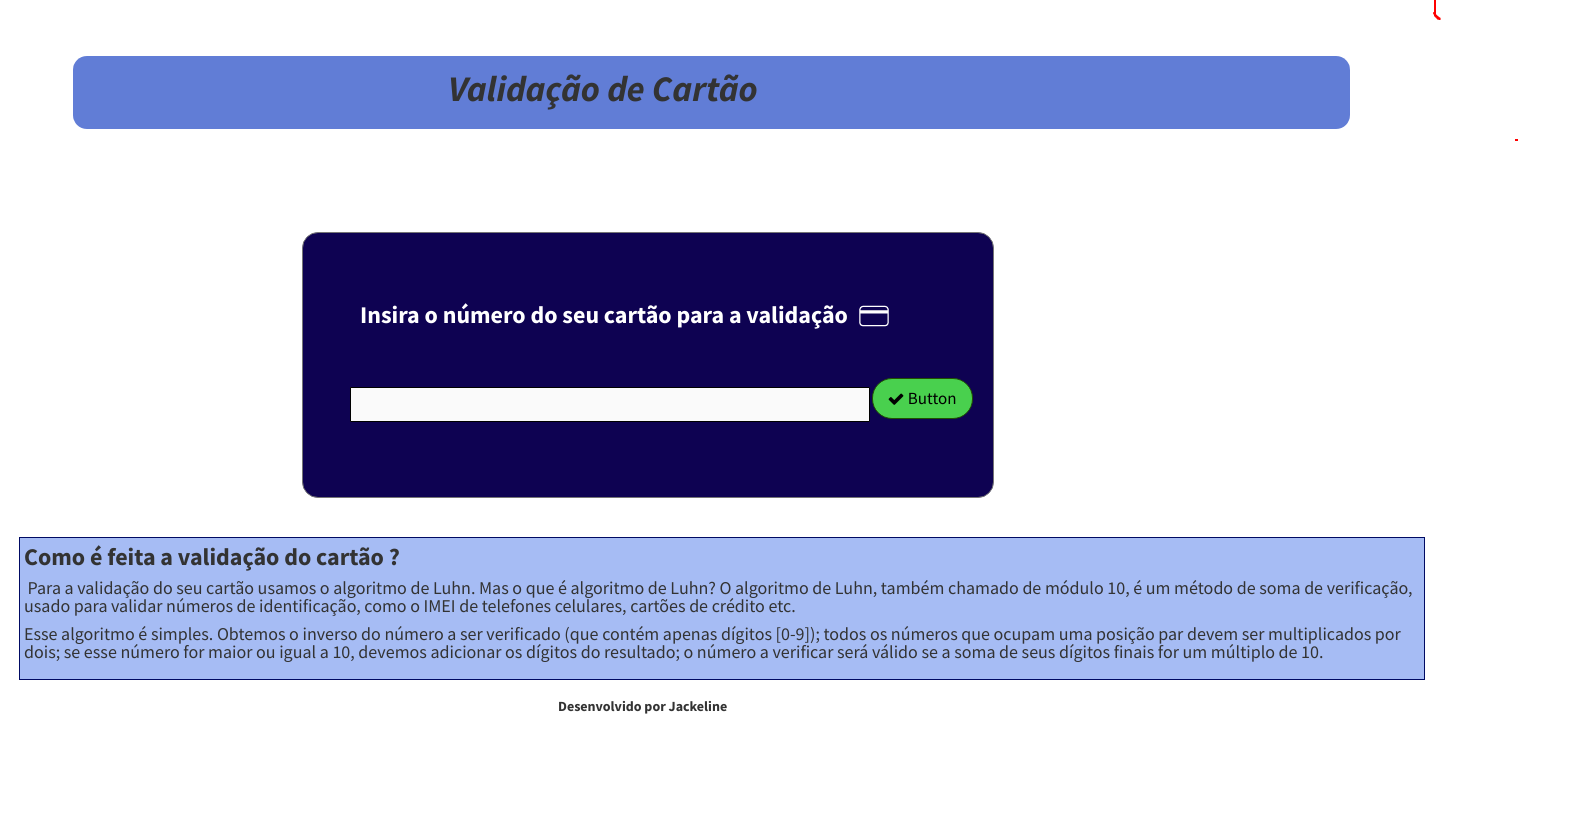 Validação de Cartão
Insira o número do seu cartão para a validação
Button
Como é feita a validação do cartão ?
Para a validação do seu cartão usamos o algoritmo de Luhn. Mas o que é algoritmo de Luhn? O algoritmo de Luhn, também chamado de módulo 10, é um método de soma de verificação,
usado para validar números de identificação, como o IMEI de telefones celulares, cartões de crédito etc.
Esse algoritmo é simples. Obtemos o inverso do número a ser verificado (que contém apenas dígitos [0-9]); todos os números que ocupam uma posição par devem ser multiplicados por
dois; se esse número for maior ou igual a 10, devemos adicionar os dígitos do resultado; o número a verificar será válido se a soma de seus dígitos finais for um múltiplo de 10.
Desenvolvido por Jackeline